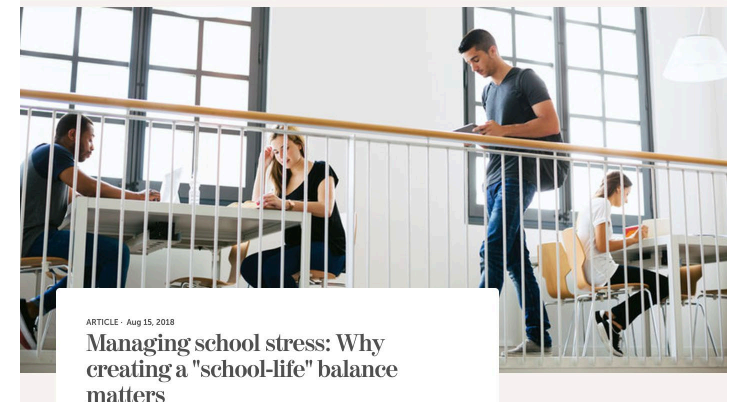 ARTICLE · Aug 15, 2018
Managing school stress: Why
creating a "school-life" balance
matters